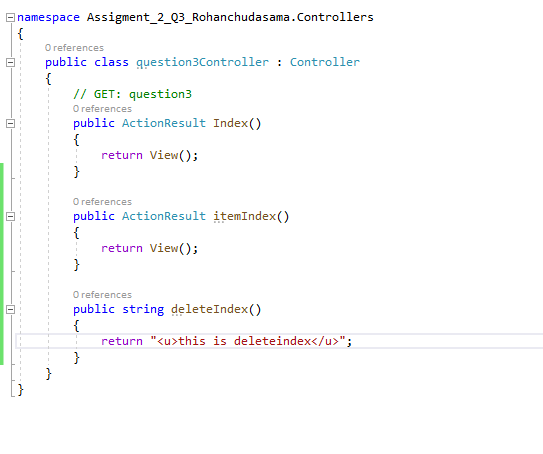 namespace Assigment_2_Q3_Rohanchudasama.Controllers
{
0 references
public class question3Controller : Controller
{
// GET: question3
0 references
public ActionResult Index()
{
return View();
}
0 references
public ActionResult itemIndex()
{
return View();
}
0 references
public string deleteIndex()
{
return "<u>this is deleteindex</u>";
}
}
}